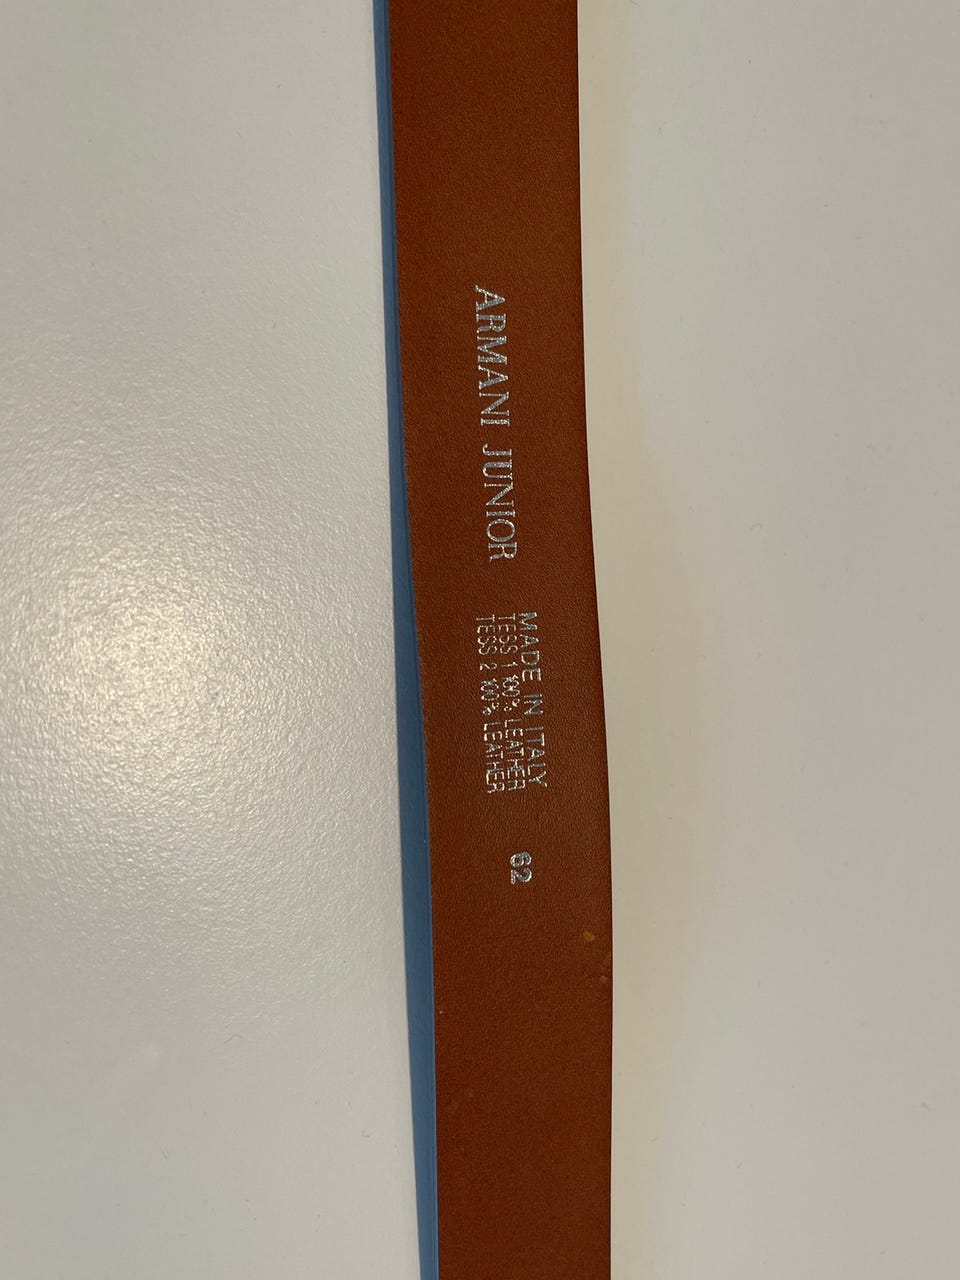 ARMANI JUNIOR
MADE IN ITALY
TESS 1 100% LEATHER
TESS 2 100% LEATHER
62